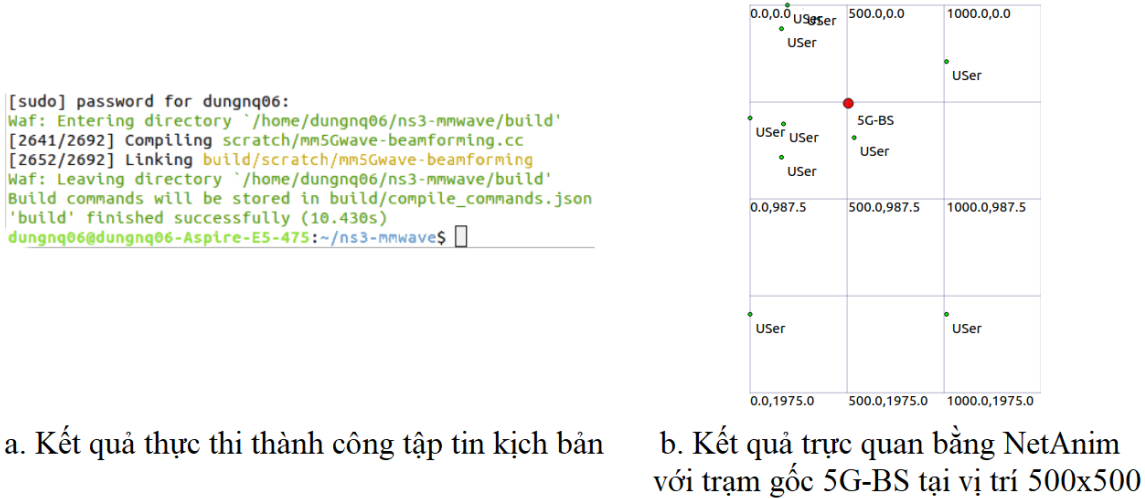 [sudo] password for dungnq06:
Waf: Entering directory `/home/dungnq06/ns3-mmwave/build'
[2641/2692] Compiling scratch/mm5Gwave-beamforming.cc
[2652/2692] Linking build/scratch/mm5Gwave-beamforming
Waf: Leaving directory `/home/dungnq06/ns3-mmwave/build'
Build commands will be stored in build/compile_commands.json
'build' finished successfully (10.430s)
dungnq06@dungnq06-Aspire-E5-475:~/ns3-mmwave$
a. Kết quả thực thi thành công tập tin kịch bản
0.0,0.0 500.0,0.0 1000.0,0.0
USer USer
USer
USer
5G-BS
USer USer USer
USer
0.0,987.5 500.0,987.5 1000.0,987.5
USer USer
0.0,1975.0 500.0,1975.0 1000.0,1975.0
b. Kết quả trực quan bằng NetAnim
với trạm gốc 5G-BS tại vị trí 500x500